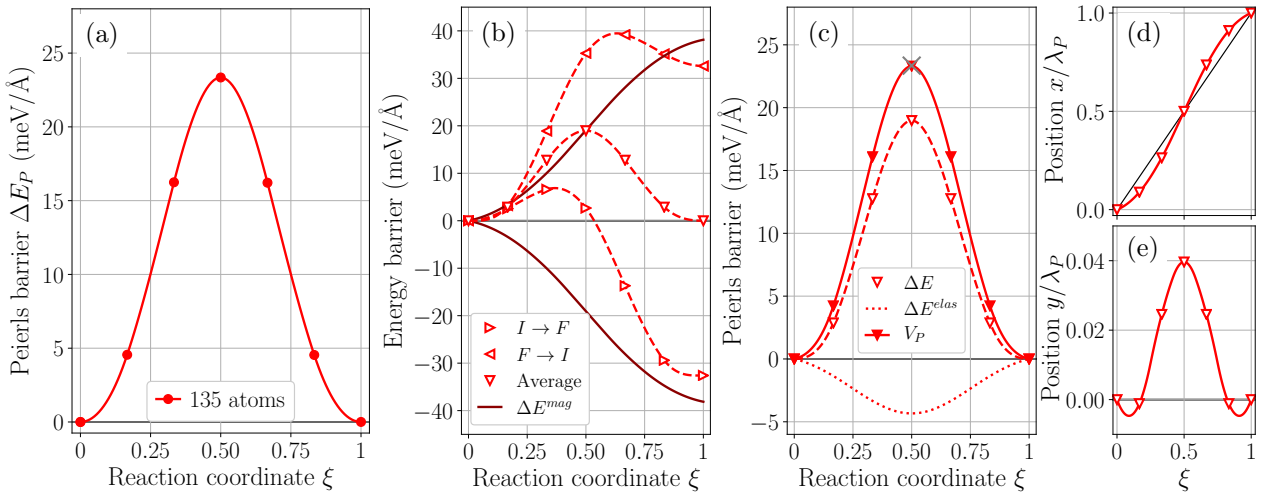 (a)
Peierls barrier ΔE_P (meV/Å)
25
20
15
10
5
0
135 atoms
0
0.25
0.50
0.75
1
Reaction coordinate ξ
(b)
Energy barrier (meV/Å)
40
30
20
10
0
−10
−20
−30
−40
I → F
F → I
Average
ΔE^{mag}
0
0.25
0.50
0.75
1
Reaction coordinate ξ
(c)
Peierls barrier (meV/Å)
25
20
15
10
5
0
−5
ΔE
ΔE^{elas}
V_P
0
0.25
0.50
0.75
1
Reaction coordinate ξ
(d)
Position x/λ_P
1.0
0.5
0.0
(e)
Position y/λ_P
0.04
0.02
0.00
0
0.5
1
ξ